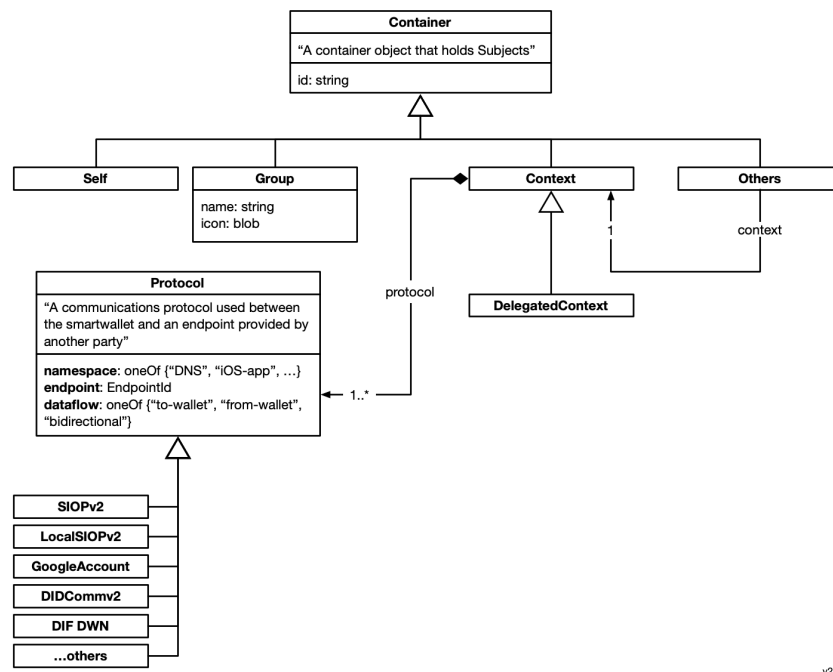 Container
“A container object that holds Subjects”
id: string
Self
Group
name: string
icon: blob
Context
Others
1
context
DelegatedContext
protocol
Protocol
“A communications protocol used between
the smartwallet and an endpoint provided by
another party”
namespace: oneOf {“DNS”, “iOS-app”, …}
endpoint: EndpointId
dataflow: oneOf {“to-wallet”, “from-wallet”,
“bidirectional”}
1..*
SIOPv2
LocalSIOPv2
GoogleAccount
DIDCommv2
DIF DWN
...others